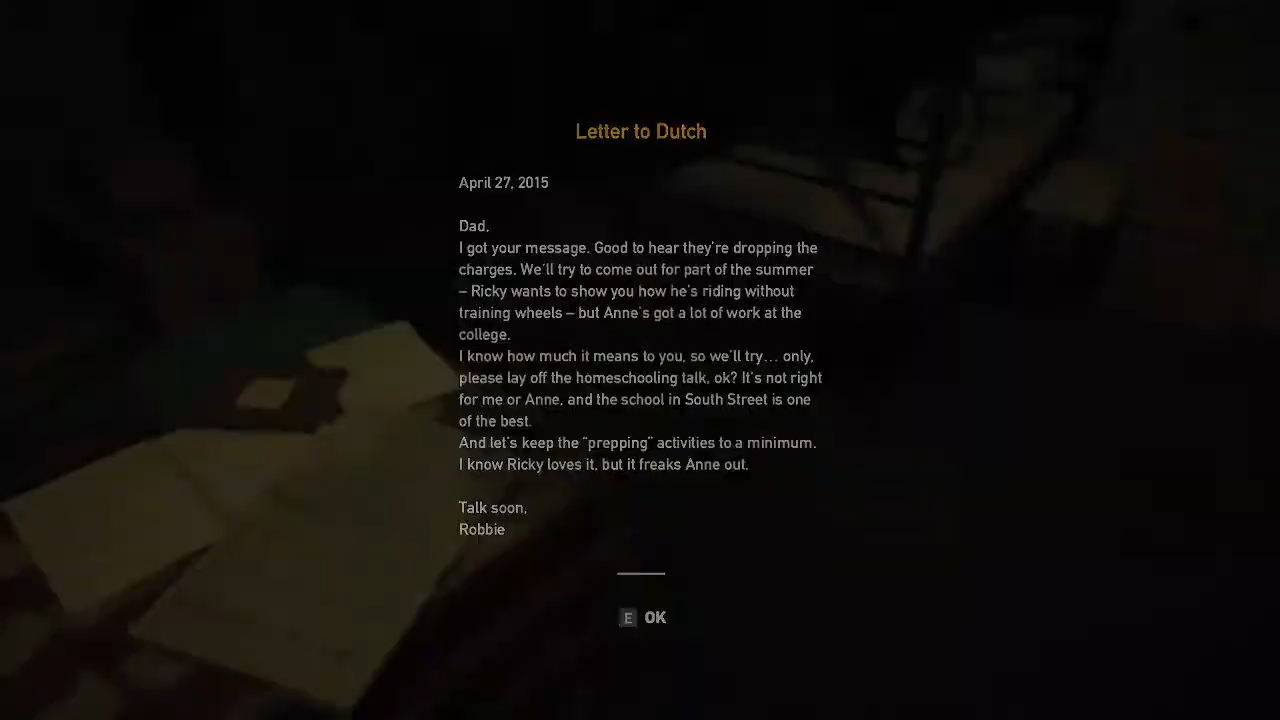 Letter to Dutch
April 27, 2015
Dad,
I got your message. Good to hear they're dropping the
charges. We'll try to come out for part of the summer
– Ricky wants to show you how he's riding without
training wheels – but Anne's got a lot of work at the
college.
I know how much it means to you, so we'll try... only,
please lay off the homeschooling talk, ok? It's not right
for me or Anne, and the school in South Street is one
of the best.
And let's keep the "prepping" activities to a minimum.
I know Ricky loves it, but it freaks Anne out.
Talk soon,
Robbie
E OK